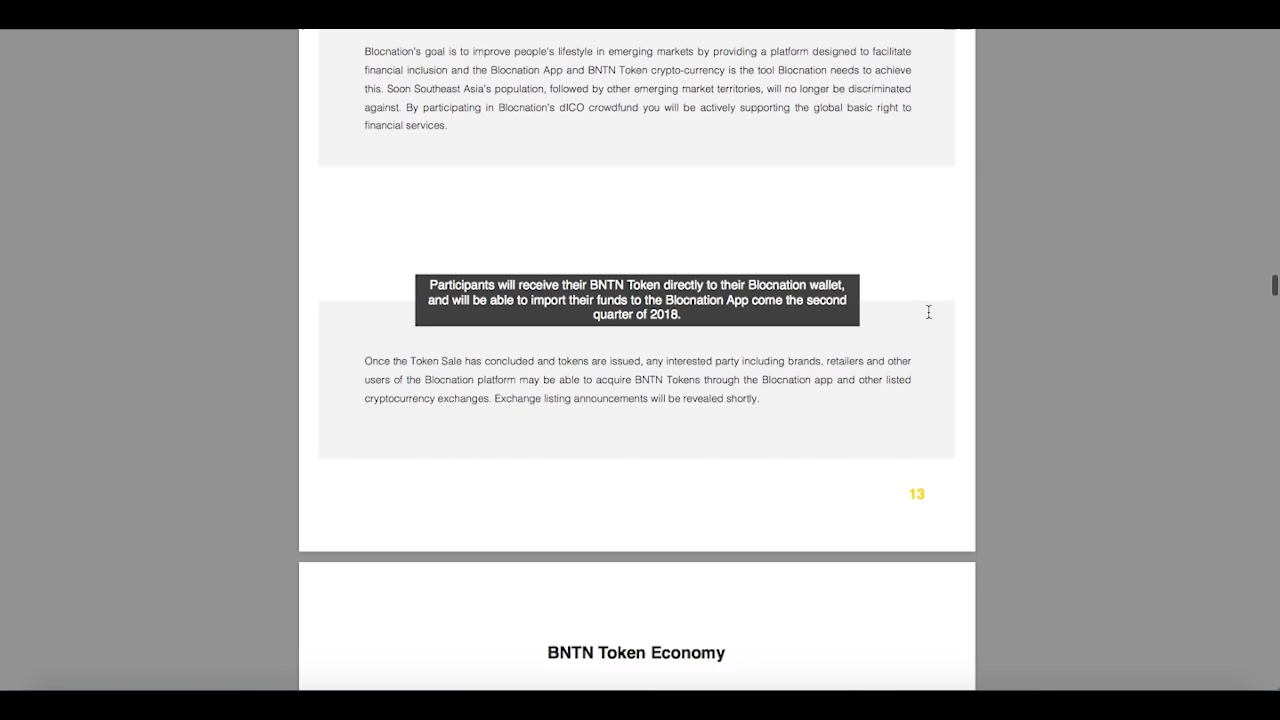 Blocnation's goal is to improve people's lifestyle in emerging markets by providing a platform designed to facilitate
financial inclusion and the Blocnation App and BNTN Token crypto-currency is the tool Blocnation needs to achieve
this. Soon Southeast Asia's population, followed by other emerging market territories, will no longer be discriminated
against. By participating in Blocnation's dICO crowdfund you will be actively supporting the global basic right to
financial services.
Participants will receive their BNTN Token directly to their Blocnation wallet,
and will be able to import their funds to the Blocnation App come the second
quarter of 2018.
Once the Token Sale has concluded and tokens are issued, any interested party including brands, retailers and other
users of the Blocnation platform may be able to acquire BNTN Tokens through the Blocnation app and other listed
cryptocurrency exchanges. Exchange listing announcements will be revealed shortly.
13
BNTN Token Economy